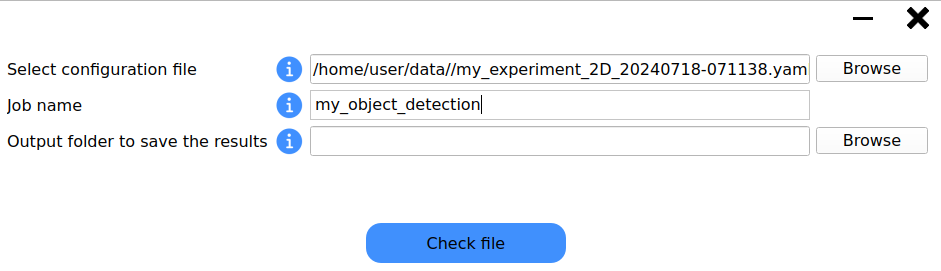 Select configuration file i /home/user/data//my_experiment_2D_20240718-071138.yam Browse
Job name i my_object_detection
Output folder to save the results i Browse
Check file